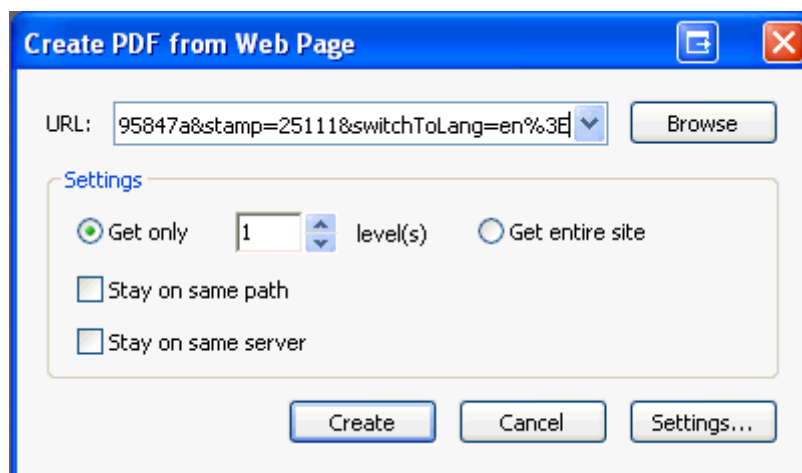 Create PDF from Web Page
URL: 95847a&stamp=25111&switchToLang=en%3E Browse
Settings
Get only 1 level(s) Get entire site
Stay on same path
Stay on same server
Create Cancel Settings...